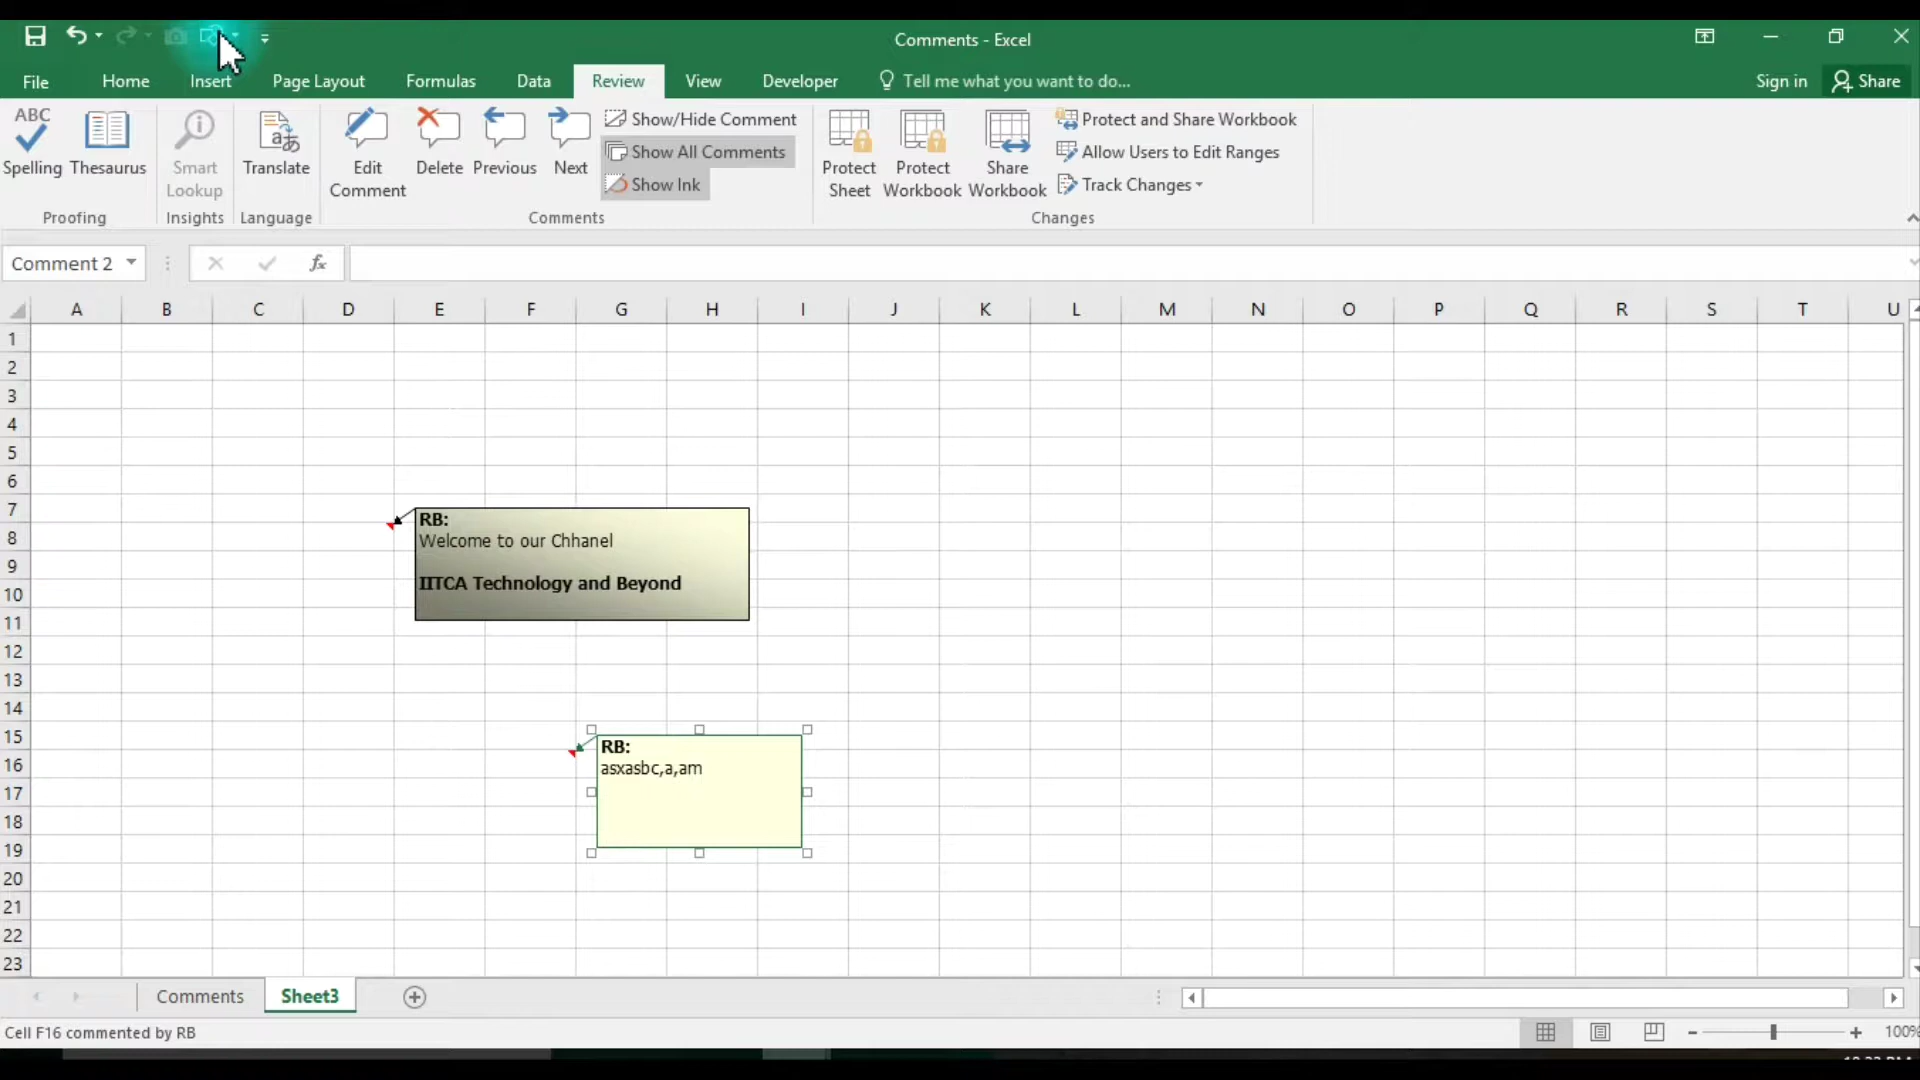 Comments - Excel
File Home Insert Page Layout Formulas Data Review View Developer Tell me what you want to do... Sign in Share
ABC
Spelling
Thesaurus
Proofing
Smart
Lookup
Insights
Translate
Language
Edit
Comment
Delete
Previous
Next
Show/Hide Comment
Show All Comments
Show Ink
Comments
Protect
Sheet
Protect
Workbook
Share
Workbook
Protect and Share Workbook
Allow Users to Edit Ranges
Track Changes
Changes
Comment 2
fx
A B C D E F G H I J K L M N O P Q R S T U
1
2
3
4
5
6
7
8
9
10
11
12
13
14
15
16
17
18
19
20
21
22
23
RB:
Welcome to our Chhanel
IITCA Technology and Beyond
RB:
asxasbc,a,am
Comments Sheet3
Cell F16 commented by RB
100%